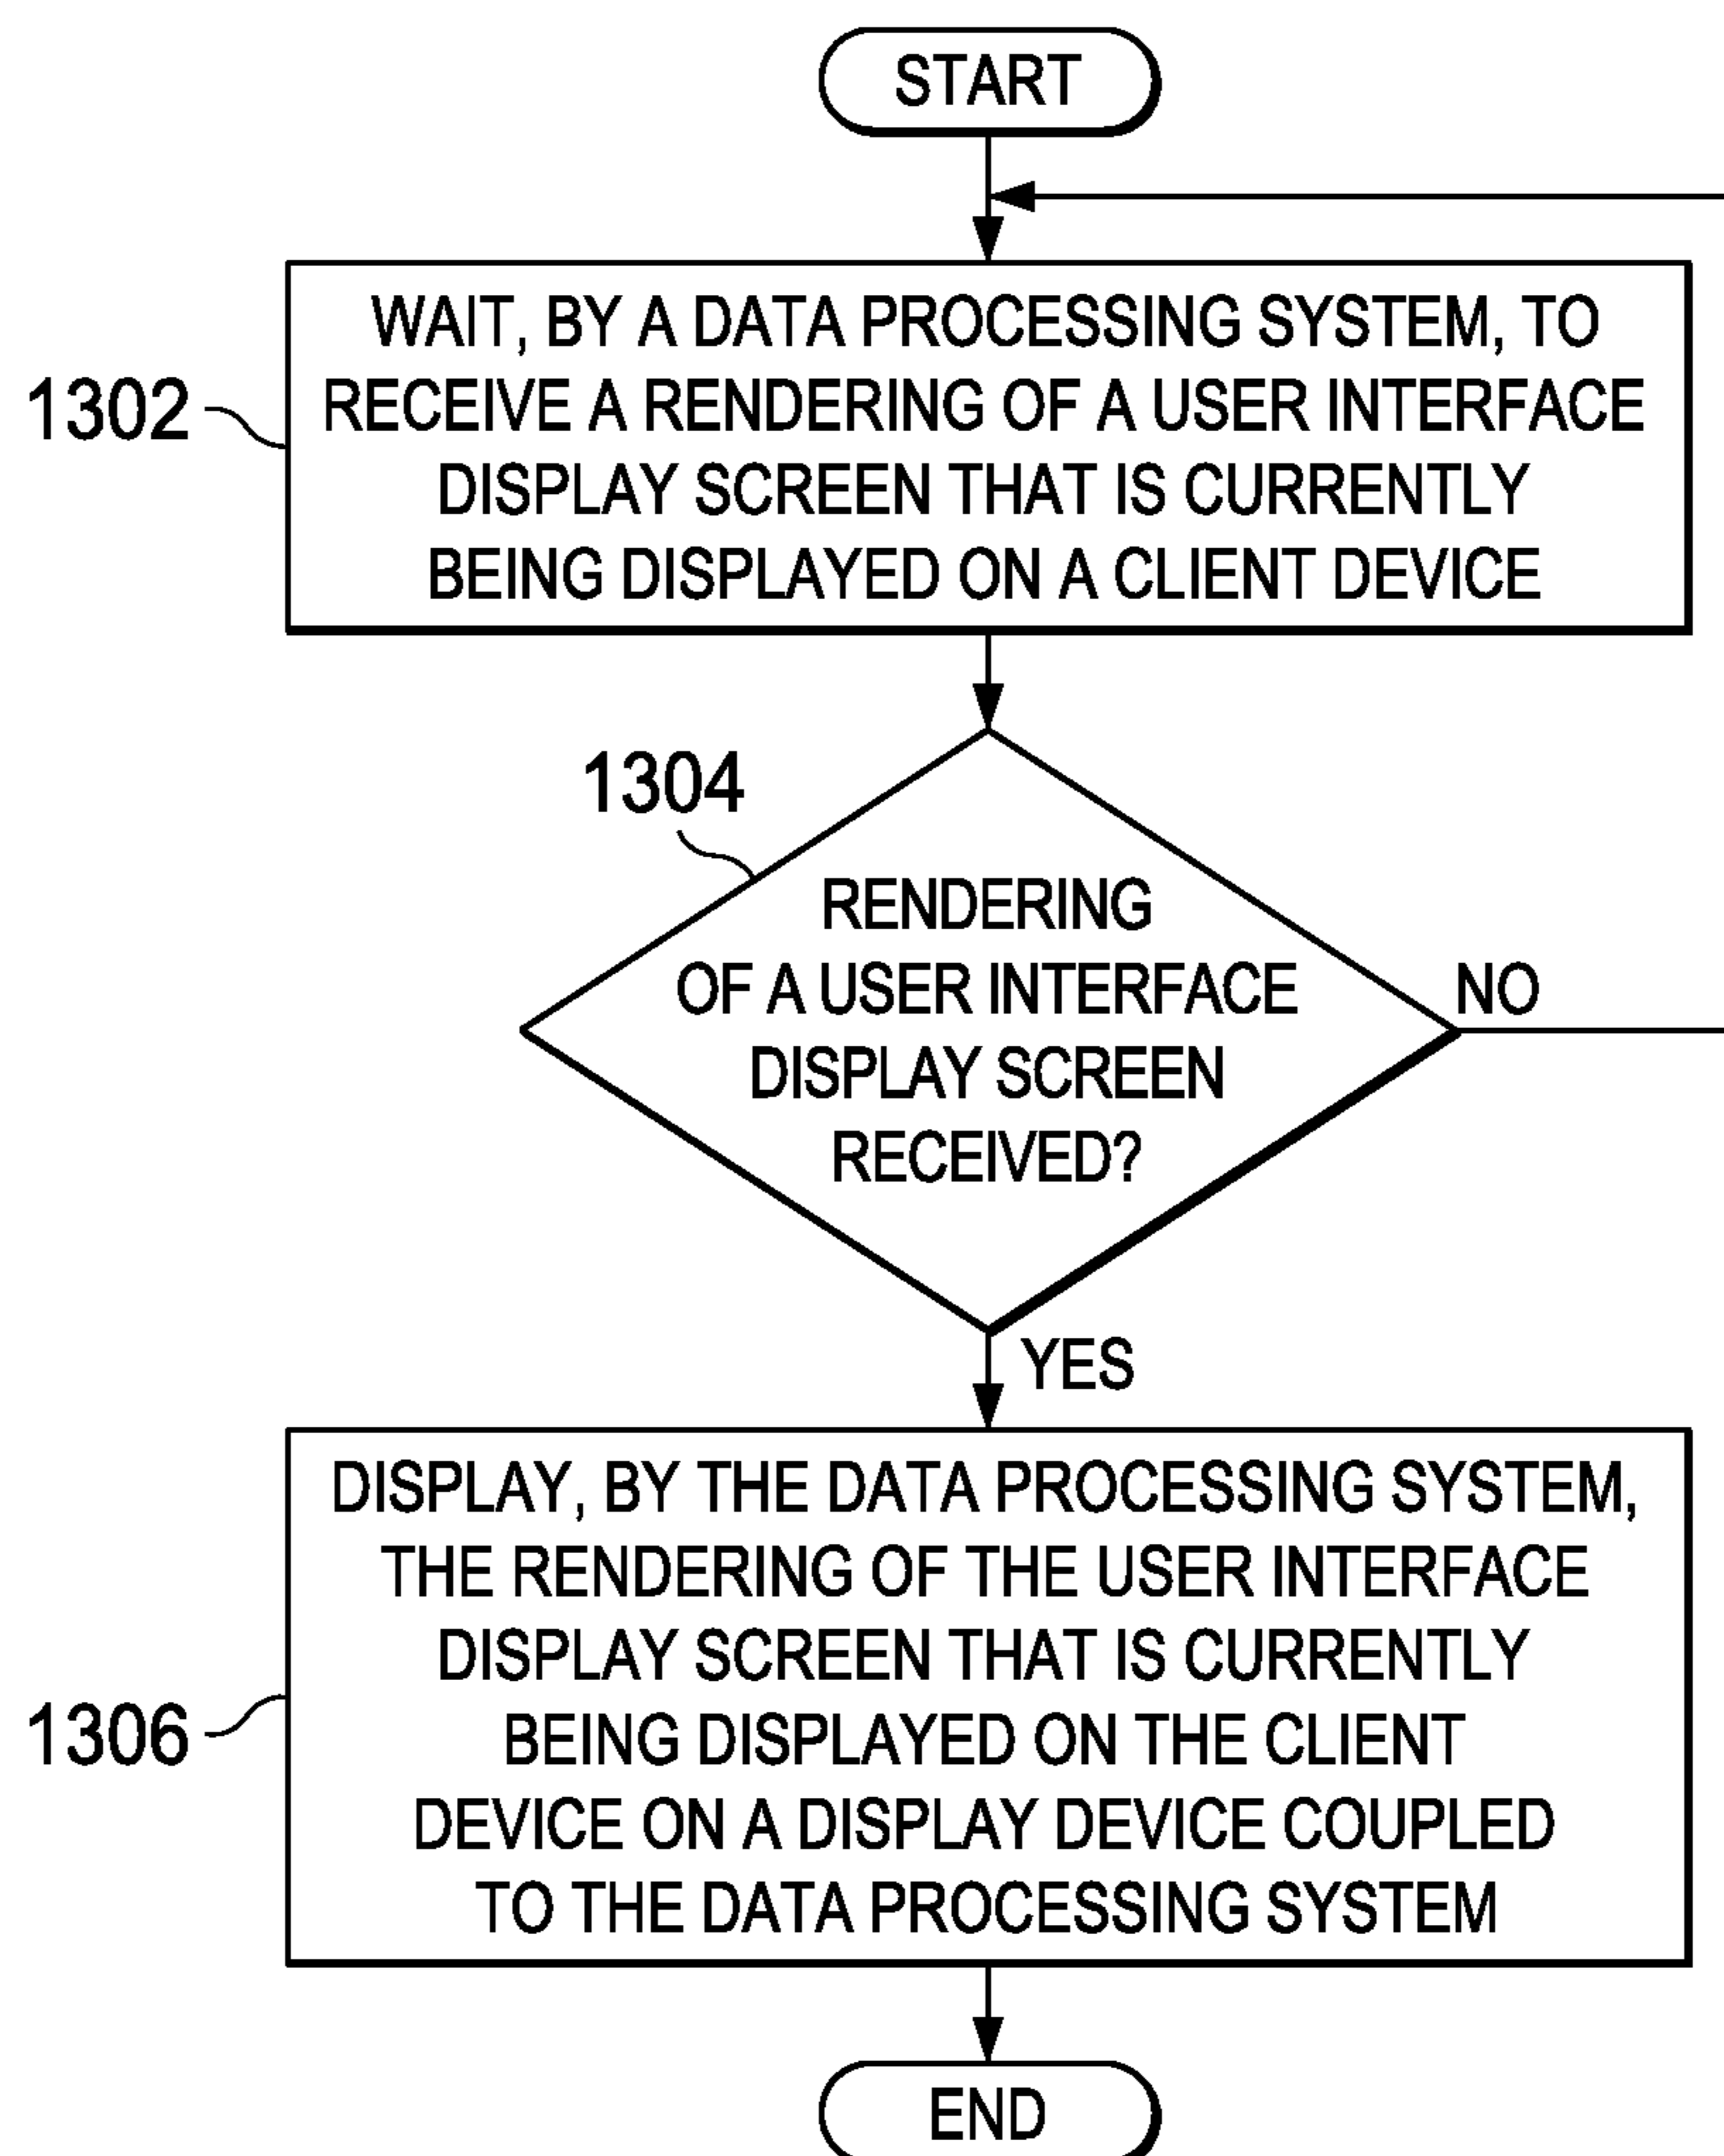 START
WAIT, BY A DATA PROCESSING SYSTEM, TO
RECEIVE A RENDERING OF A USER INTERFACE
DISPLAY SCREEN THAT IS CURRENTLY
BEING DISPLAYED ON A CLIENT DEVICE
1302
1304
RENDERING
OF A USER INTERFACE
DISPLAY SCREEN
RECEIVED?
NO
YES
DISPLAY, BY THE DATA PROCESSING SYSTEM,
THE RENDERING OF THE USER INTERFACE
DISPLAY SCREEN THAT IS CURRENTLY
BEING DISPLAYED ON THE CLIENT
DEVICE ON A DISPLAY DEVICE COUPLED
TO THE DATA PROCESSING SYSTEM
1306
END